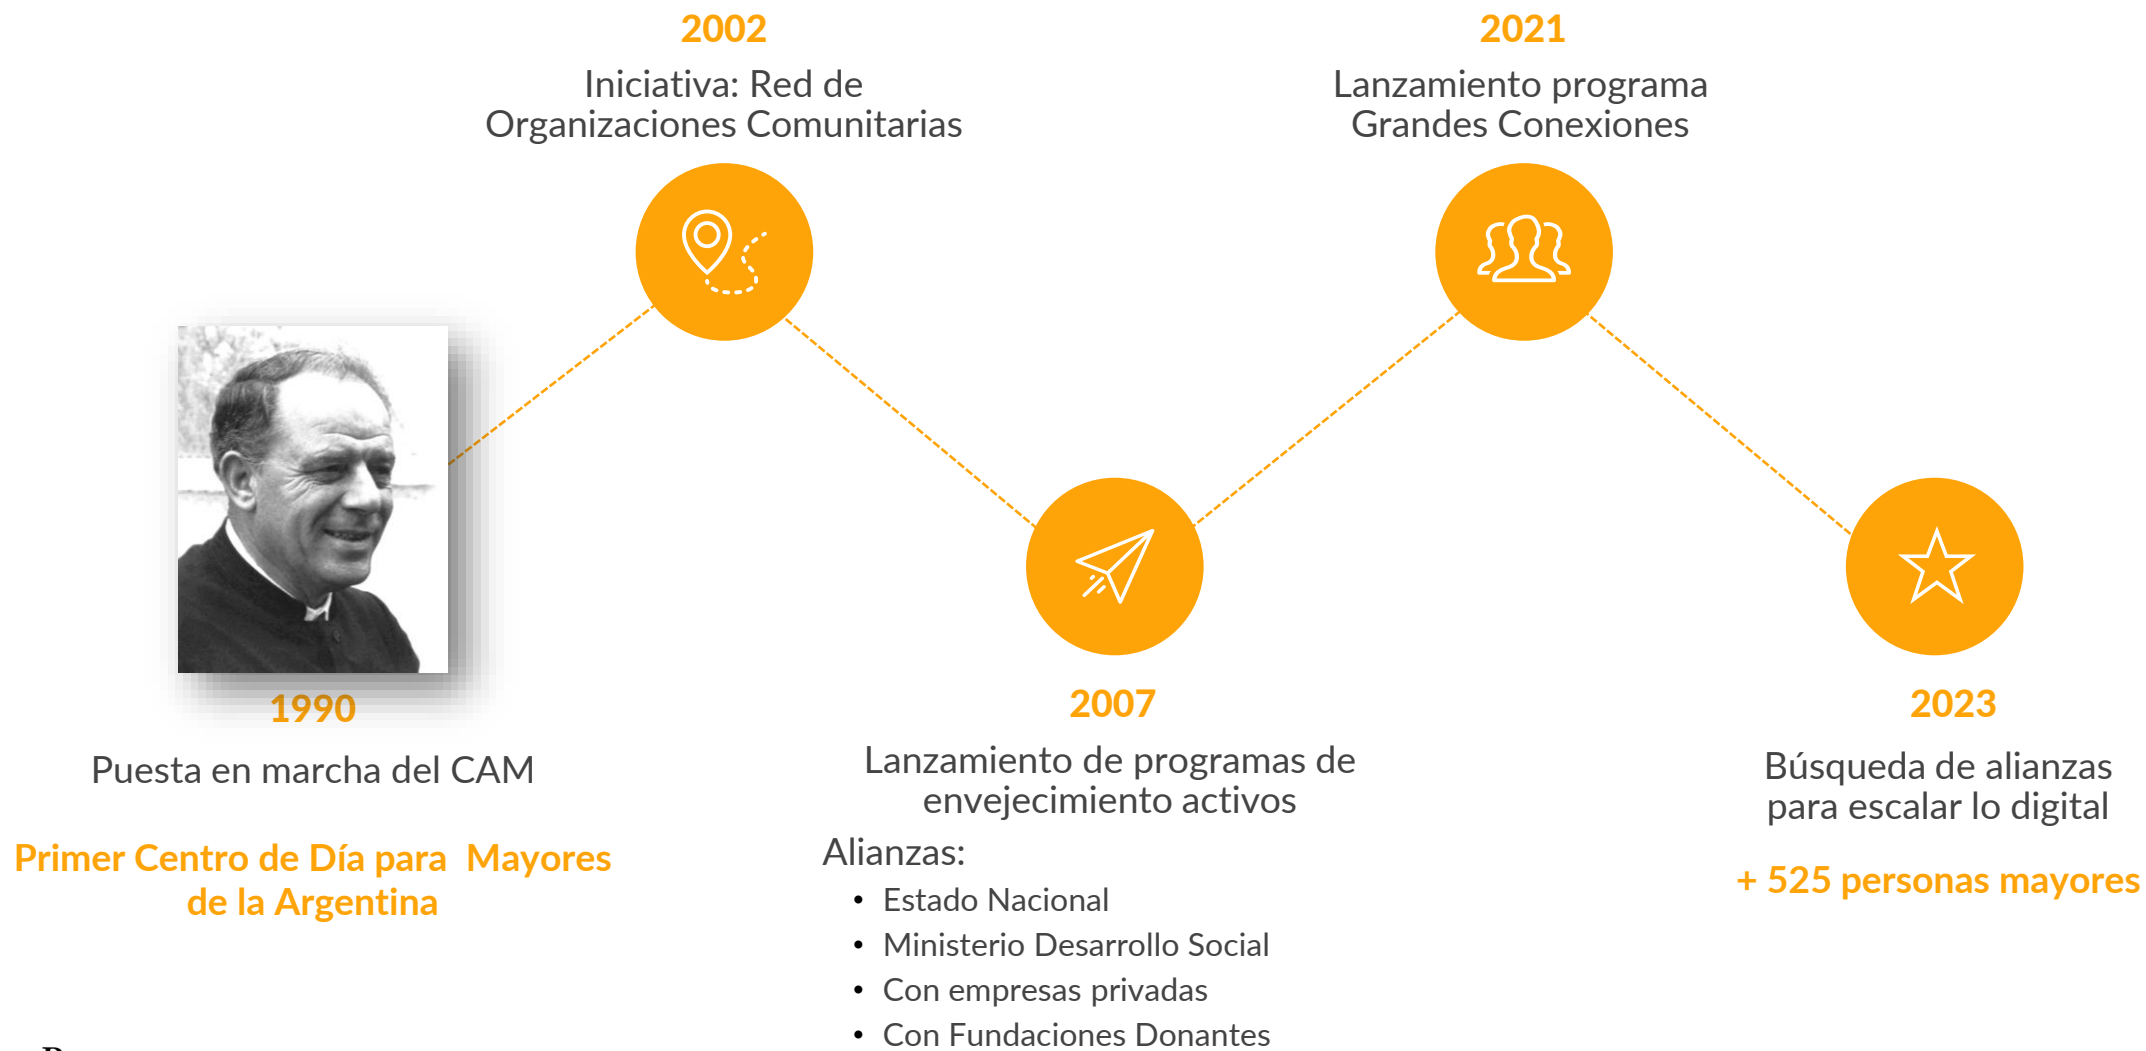 2002
Iniciativa: Red de
Organizaciones Comunitarias
2021
Lanzamiento programa
Grandes Conexiones
1990
Puesta en marcha del CAM
Primer Centro de Día para  Mayores
de la Argentina
2007
Lanzamiento de programas de
envejecimiento activos
Alianzas:
• Estado Nacional
• Ministerio Desarrollo Social
• Con empresas privadas
• Con Fundaciones Donantes
2023
Búsqueda de alianzas
para escalar lo digital
+ 525 personas mayores